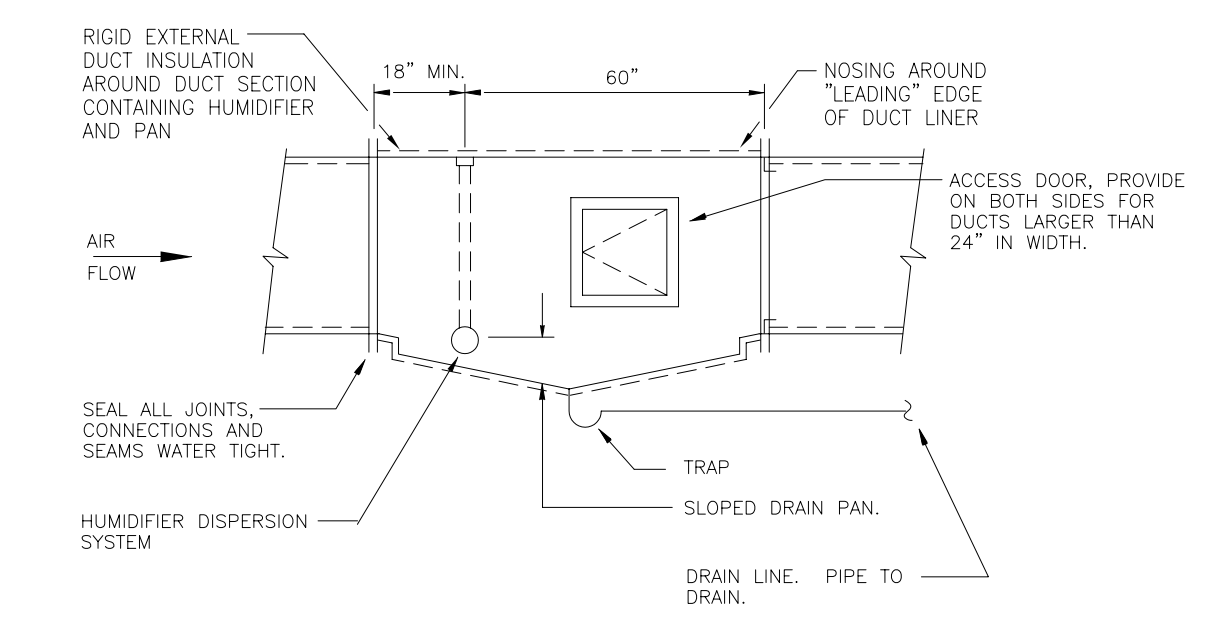 RIGID EXTERNAL
DUCT INSULATION
AROUND DUCT SECTION
CONTAINING HUMIDIFIER
AND PAN
18" MIN.
60"
NOSING AROUND
"LEADING" EDGE
OF DUCT LINER
ACCESS DOOR, PROVIDE
ON BOTH SIDES FOR
DUCTS LARGER THAN
24" IN WIDTH.
AIR
FLOW
SEAL ALL JOINTS,
CONNECTIONS AND
SEAMS WATER TIGHT.
TRAP
SLOPED DRAIN PAN.
HUMIDIFIER DISPERSION
SYSTEM
DRAIN LINE. PIPE TO
DRAIN.